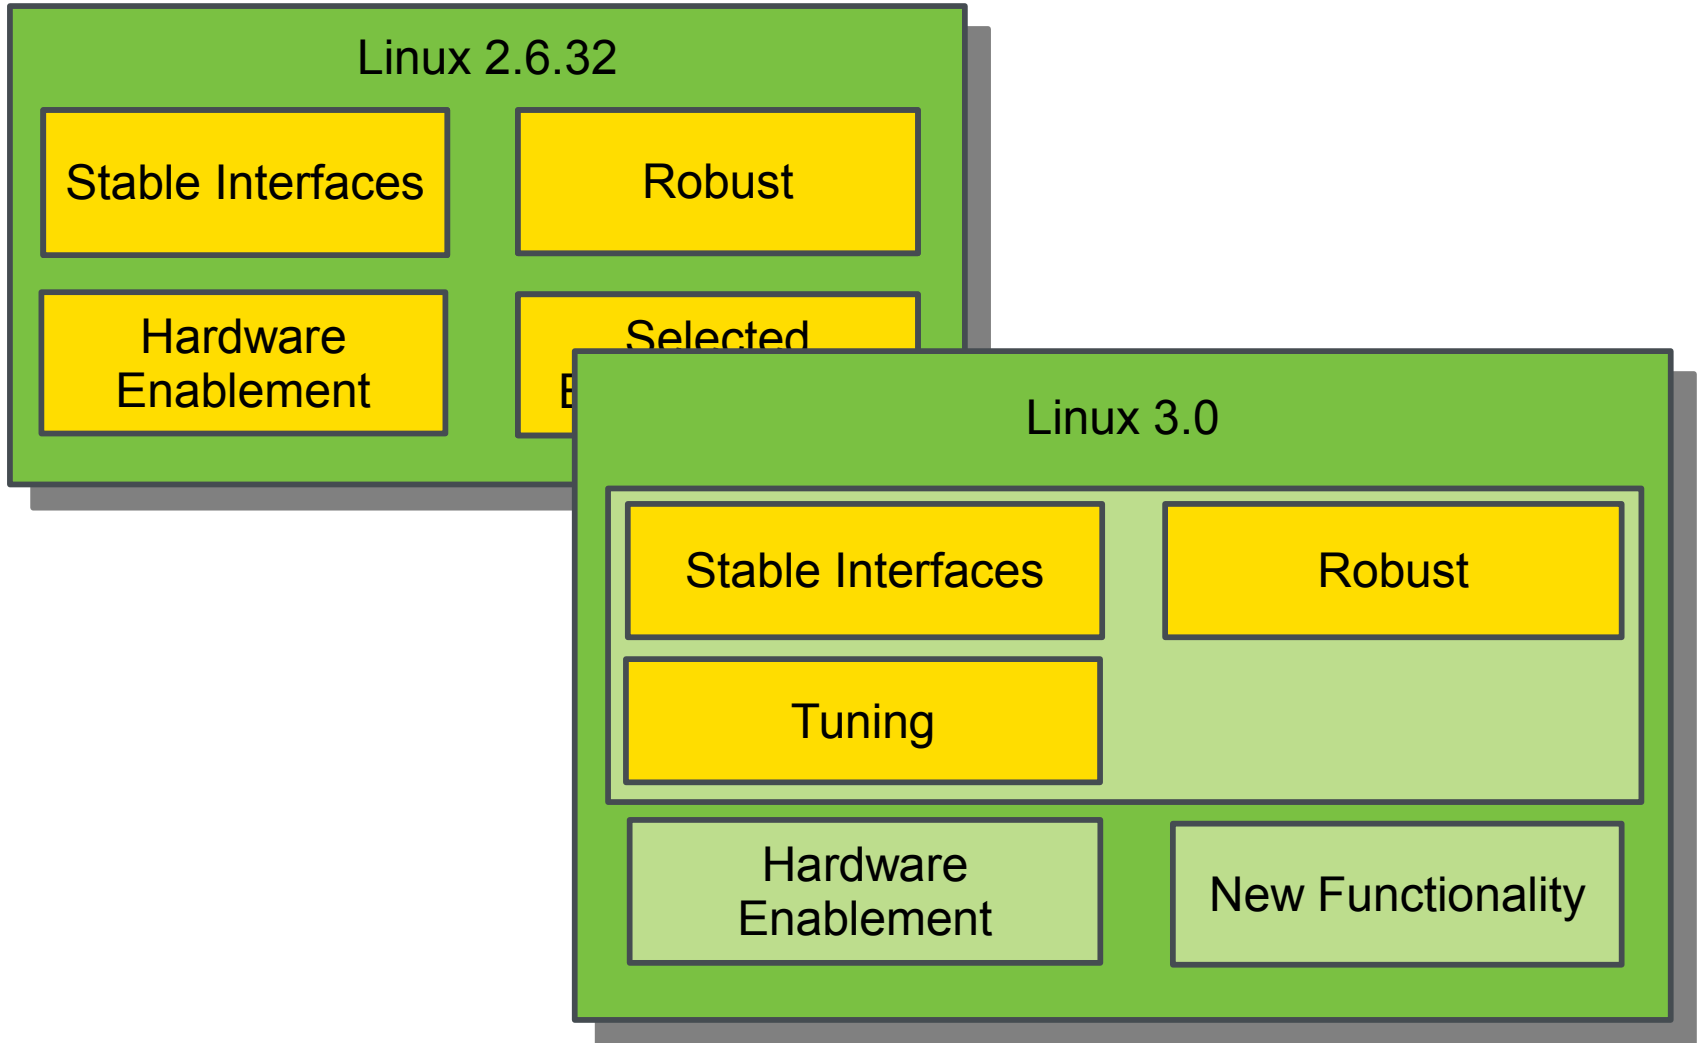 Linux 2.6.32
Stable Interfaces
Robust
Hardware
Enablement
Selected
Linux 3.0
Stable Interfaces
Robust
Tuning
Hardware
Enablement
New Functionality